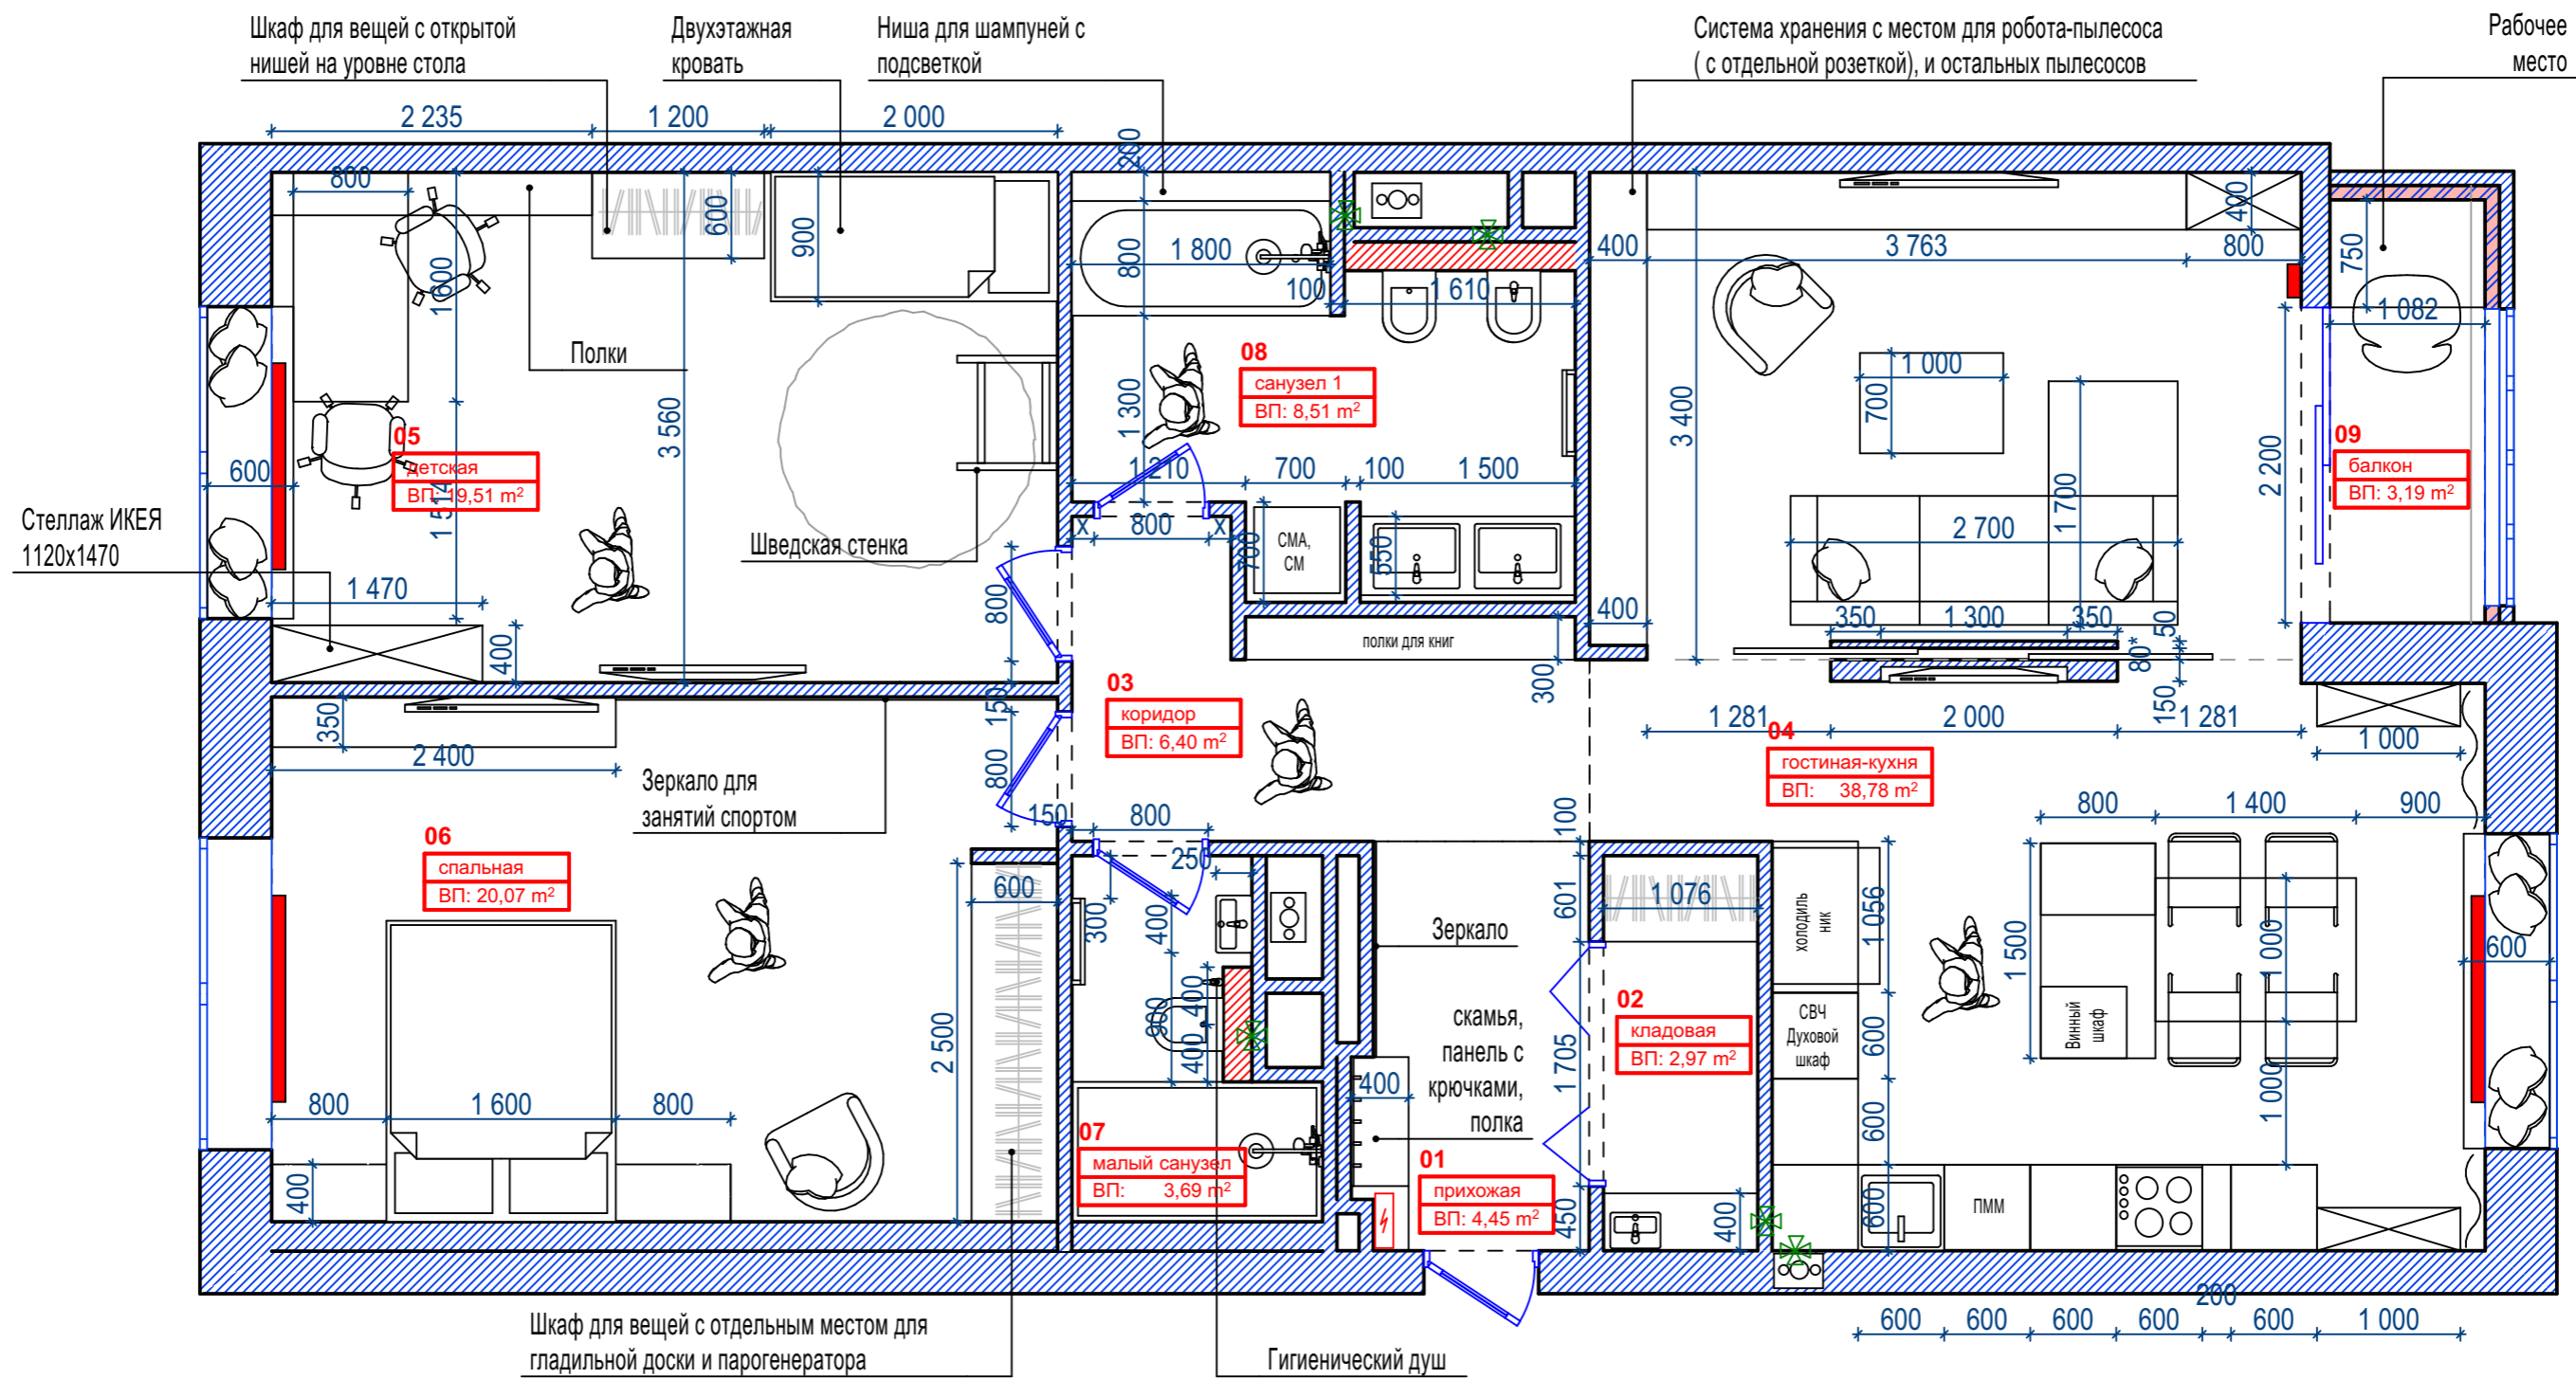 Шкаф для вещей с открытой
нишей на уровне стола
Двухэтажная
кровать
Ниша для шампуней с
подсветкой
Система хранения с местом для робота-пылесоса
( с отдельной розеткой), и остальных пылесосов
Рабочее
место
2 235
1 200
2 000
200
800
600
900
1 600
3 560
Полки
800
1 800
100
1 610
400
3 763
800
400
750
1 082
08
санузел 1
ВП: 8,51 m²
1 300
1 000
700
3 400
2 200
05
детская
ВП: 19,51 m²
600
1 514
09
балкон
ВП: 3,19 m²
1 210
700
100
1 500
1 700
2 700
Стеллаж ИКЕЯ
1120x1470
Шведская стенка
X
800
X
700
СМА,
СМ
550
1 470
400
800
400
350
1 300
350
50
полки для книг
300
80*
150
03
коридор
ВП: 6,40 m²
350
2 400
150
800
1 281
2 000
1 281
1 000
04
гостиная-кухня
ВП: 38,78 m²
Зеркало для
занятий спортом
150
800
100
800
1 400
900
06
спальная
ВП: 20,07 m²
600
250
300
400
601
1 076
холодиль
ник
1 056
1 500
1 000
600
Зеркало
02
кладовая
ВП: 2,97 m²
2 500
900
400
400
скамья,
панель с
крючками,
полка
400
1 705
СВЧ
Духовой
шкаф
600
Винный
шкаф
1 000
800
1 600
800
400
07
малый санузел
ВП: 3,69 m²
01
прихожая
ВП: 4,45 m²
450
400
600
600
ПММ
200
600
600
600
600
600
1 000
Шкаф для вещей с отдельным местом для
гладильной доски и парогенератора
Гигиенический душ